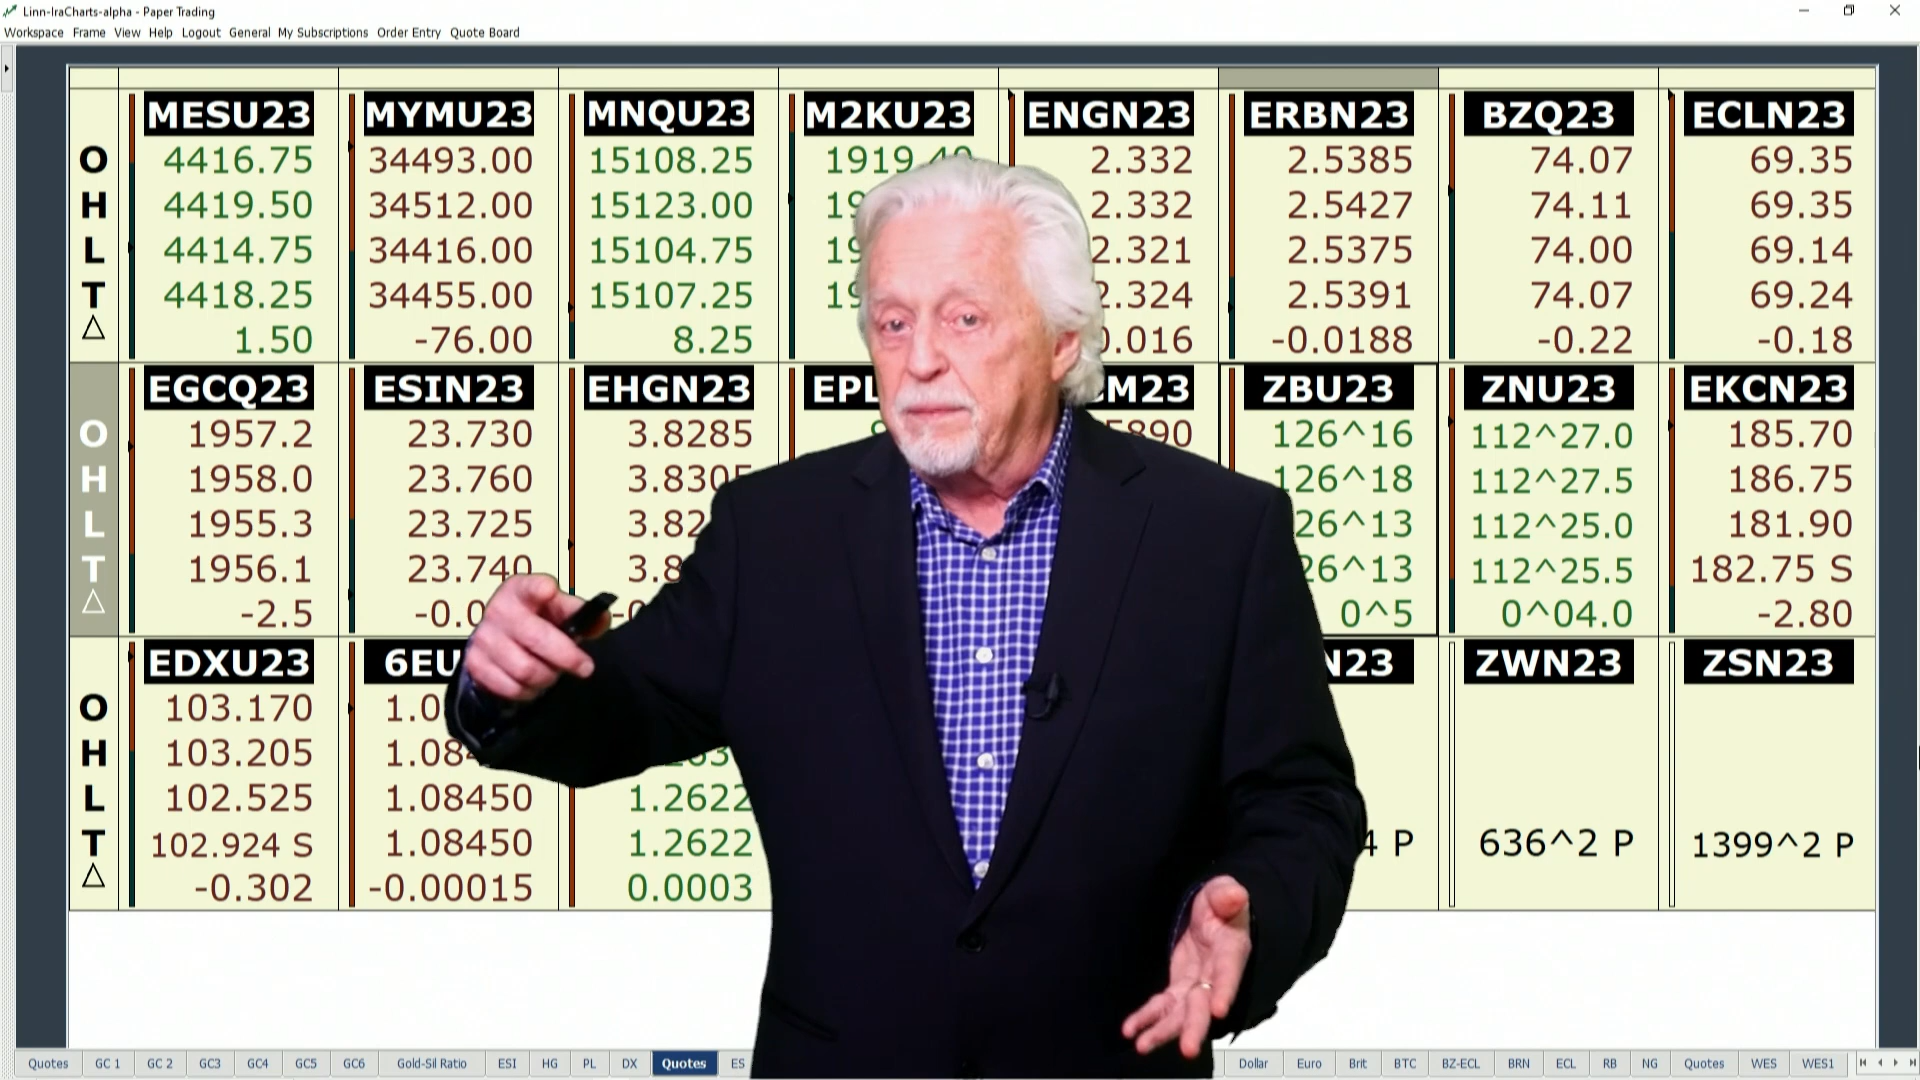 Linn-IraCharts-alpha - Paper Trading
Workspace Frame View Help Logout General My Subscriptions Order Entry Quote Board
MESU23 MYMU23 MNQU23 M2KU23 ENGN23 ERBN23 BZQ23 ECLN23
O 4416.75 34493.00 15108.25 1919.40 2.332 2.5385 74.07 69.35
H 4419.50 34512.00 15123.00 2.332 2.5427 74.11 69.35
L 4414.75 34416.00 15104.75 2.321 2.5375 74.00 69.14
T 4418.25 34455.00 15107.25 2.324 2.5391 74.07 69.24
△ 1.50 -76.00 8.25 -0.0188 -0.22 -0.18
EGCQ23 ESIN23 EHGN23 ZBU23 ZNU23 EKCN23
O 1957.2 23.730 3.8285 126^16 112^27.0 185.70
H 1958.0 23.760 126^18 112^27.5 186.75
L 1955.3 23.725 112^25.0 181.90
T 1956.1 23.740 112^25.5 182.75 S
△ -2.5 0^5 0^04.0 -2.80
EDXU23 ZWN23 ZSN23
O 103.170
H 103.205
L 102.525 1.08450 1.2622
T 102.924 S 1.08450 1.2622 636^2 P 1399^2 P
△ -0.302 -0.00015 0.0003
Quotes GC 1 GC 2 GC3 GC4 GC5 GC6 Gold-Sil Ratio ESI HG PL DX Quotes ES Dollar Euro Brit BTC BZ-ECL BRN ECL RB NG Quotes WES WES1